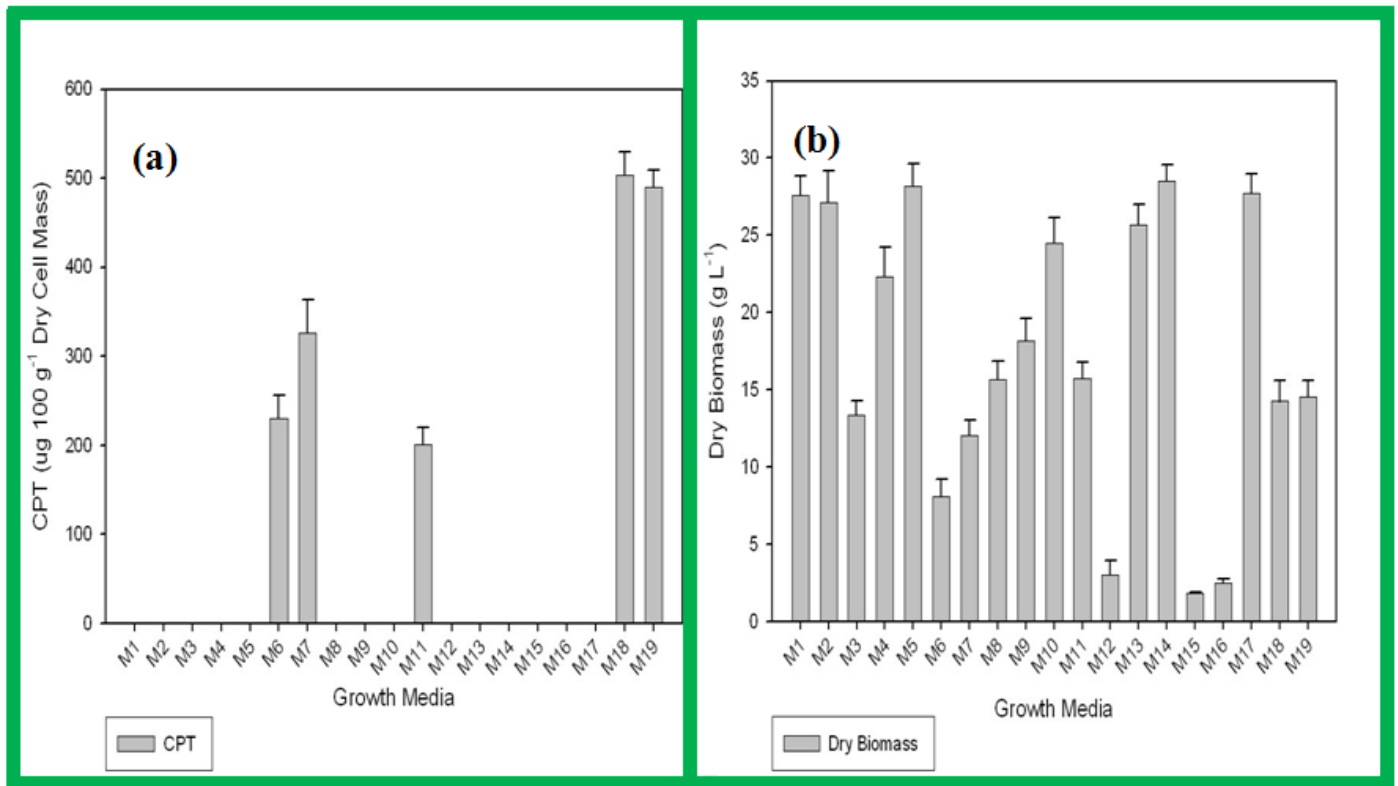 (a)
CPT (ug 100 g⁻¹ Dry Cell Mass)
600
500
400
300
200
100
0
M1 M2 M3 M4 M5 M6 M7 M8 M9 M10 M11 M12 M13 M14 M15 M16 M17 M18 M19
Growth Media
CPT
(b)
Dry Biomass (g L⁻¹)
35
30
25
20
15
10
5
0
M1 M2 M3 M4 M5 M6 M7 M8 M9 M10 M11 M12 M13 M14 M15 M16 M17 M18 M19
Growth Media
Dry Biomass